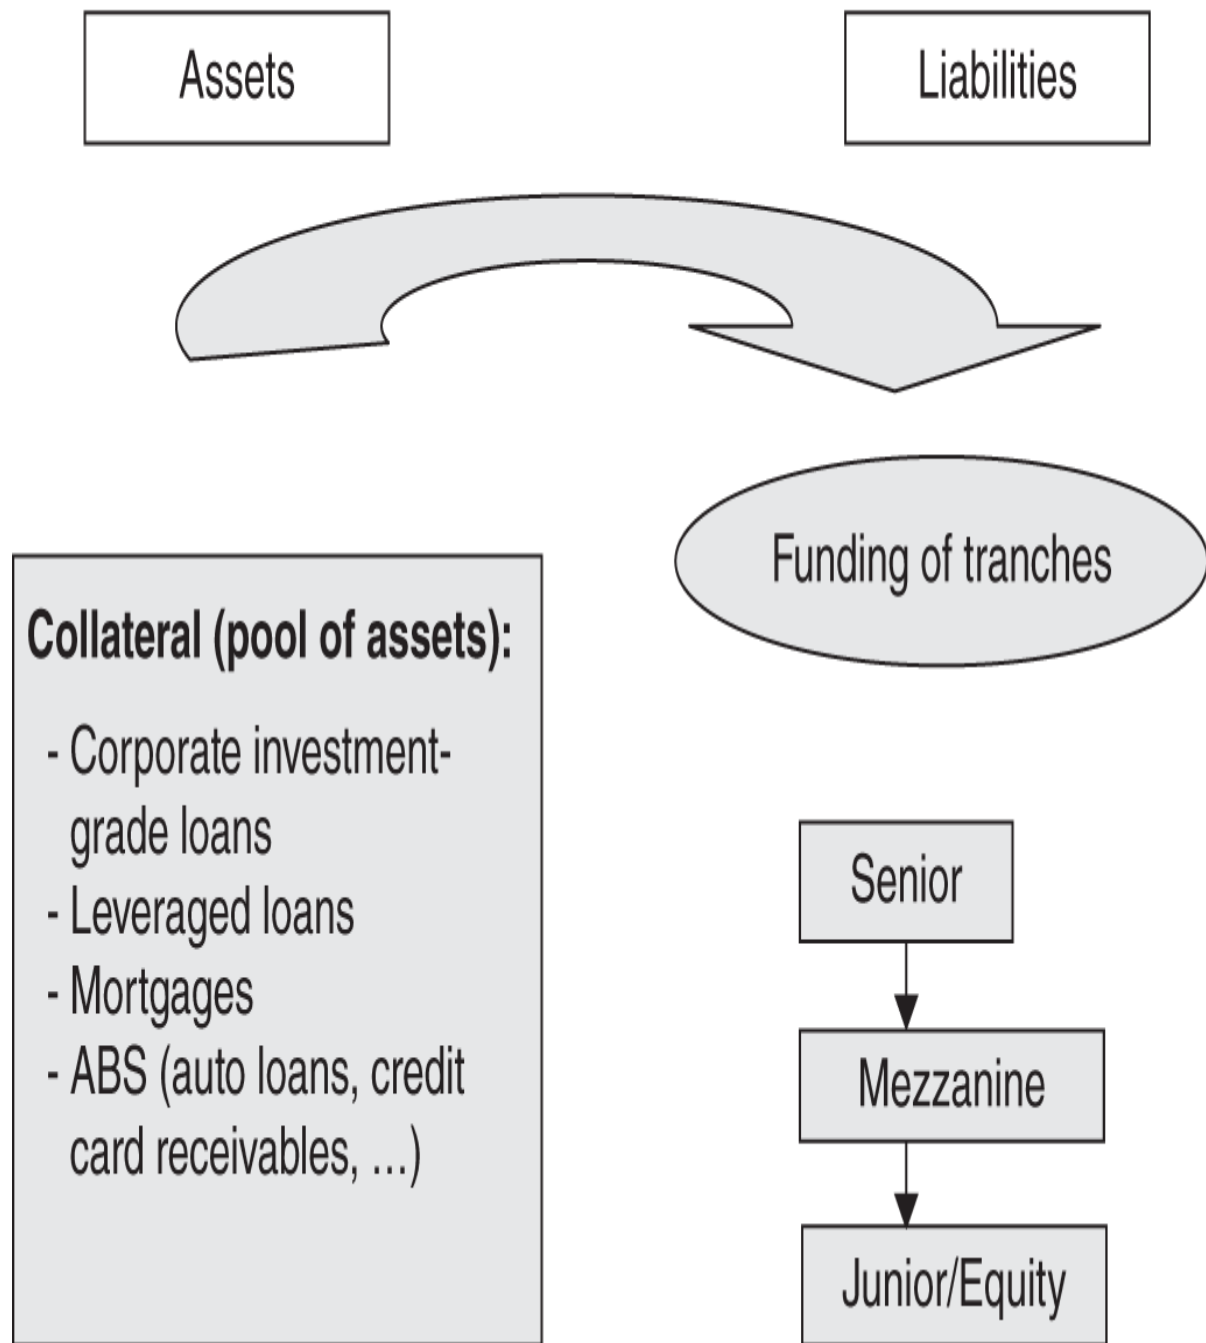 Assets
Liabilities
Funding of tranches
Collateral (pool of assets):
- Corporate investment-
grade loans
- Leveraged loans
- Mortgages
- ABS (auto loans, credit
card receivables, ...)
Senior
Mezzanine
Junior/Equity